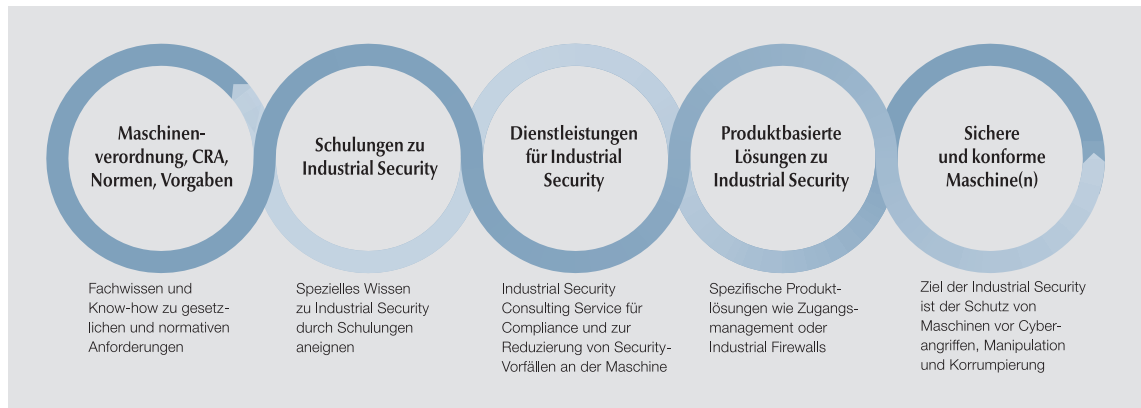 Maschinen-
verordnung, CRA,
Normen, Vorgaben
Fachwissen und
Know-how zu gesetz-
lichen und normativen
Anforderungen
Schulungen zu
Industrial Security
Spezielles Wissen
zu Industrial Security
durch Schulungen
aneignen
Dienstleistungen
für Industrial
Security
Industrial Security
Consulting Service für
Compliance und zur
Reduzierung von Security-
Vorfällen an der Maschine
Produktbasierte
Lösungen zu
Industrial Security
Spezifische Produkt-
lösungen wie Zugangs-
management oder
Industrial Firewalls
Sichere
und konforme
Maschine(n)
Ziel der Industrial Security
ist der Schutz von
Maschinen vor Cyber-
angriffen, Manipulation
und Korrumpierung